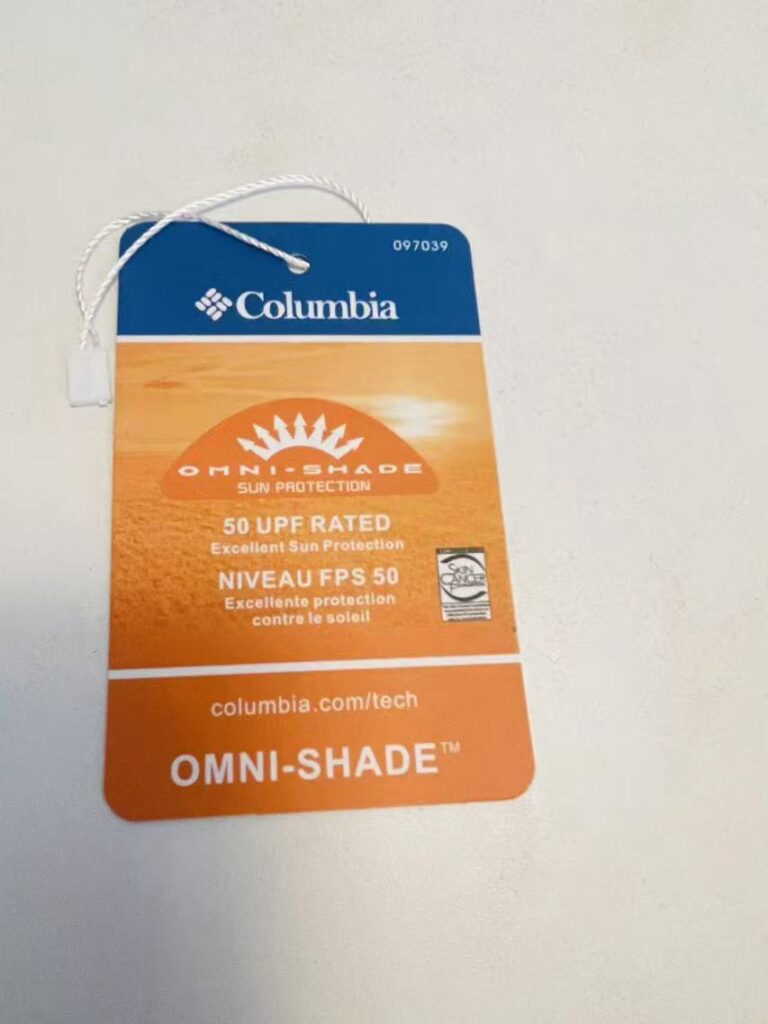 097039
Columbia
OMNI-SHADE
SUN PROTECTION
50 UPF RATED
Excellent Sun Protection
NIVEAU FPS 50
Excellente protection
contre le soleil
SKIN
CANCER
columbia.com/tech
OMNI-SHADE™